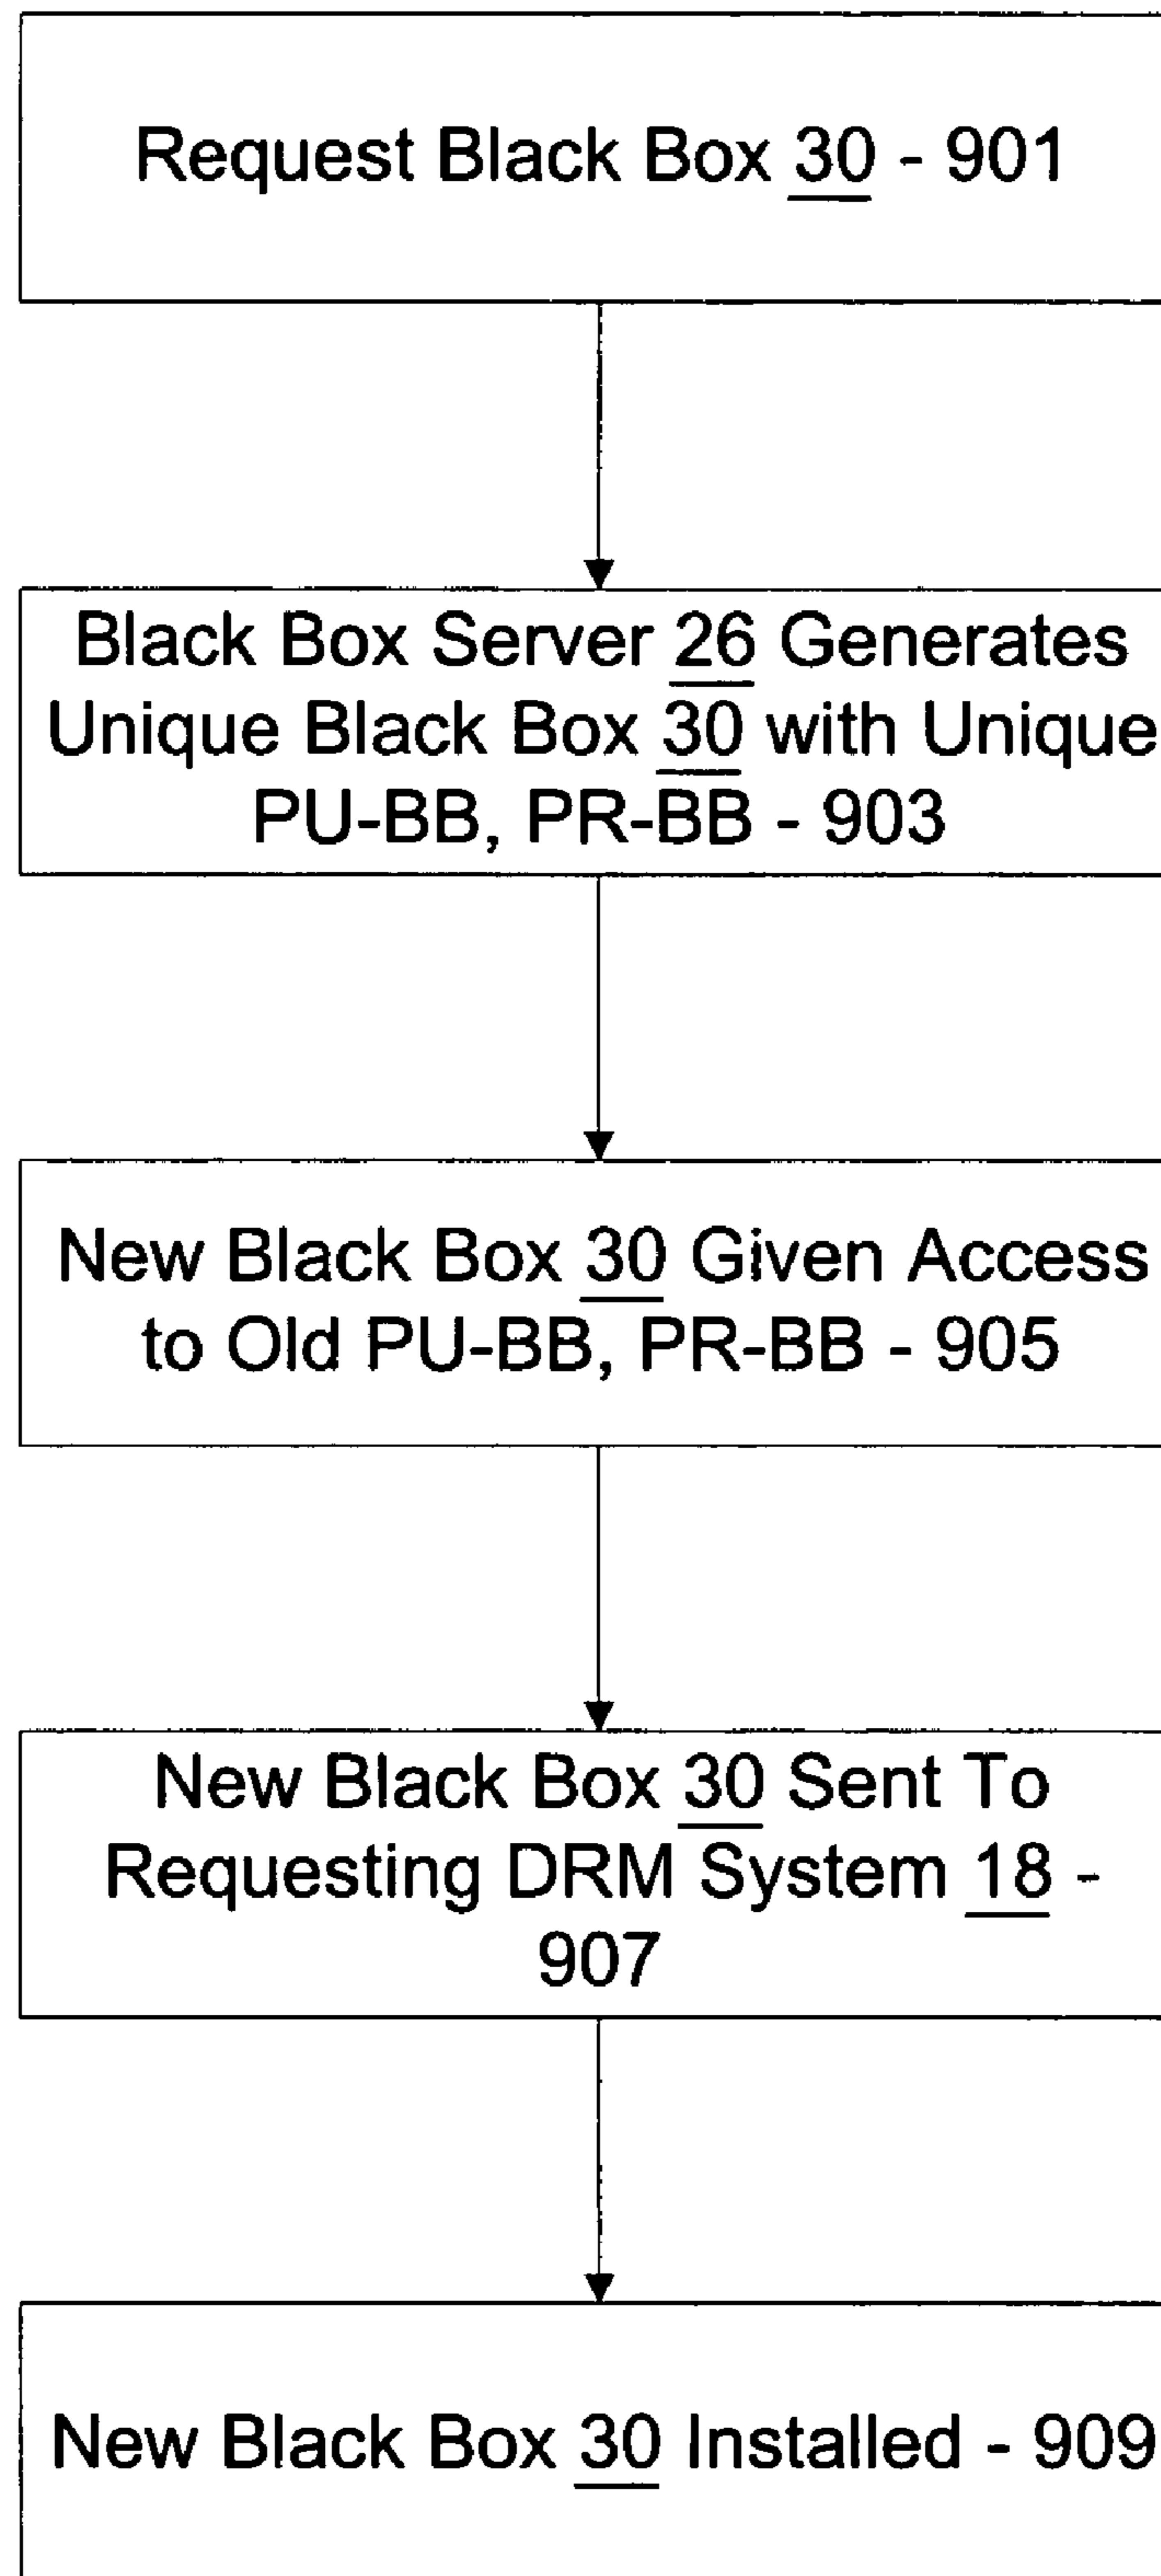 Request Black Box 30 - 901
Black Box Server 26 Generates
Unique Black Box 30 with Unique
PU-BB, PR-BB - 903
New Black Box 30 Given Access
to Old PU-BB, PR-BB - 905
New Black Box 30 Sent To
Requesting DRM System 18 -
907
New Black Box 30 Installed - 909